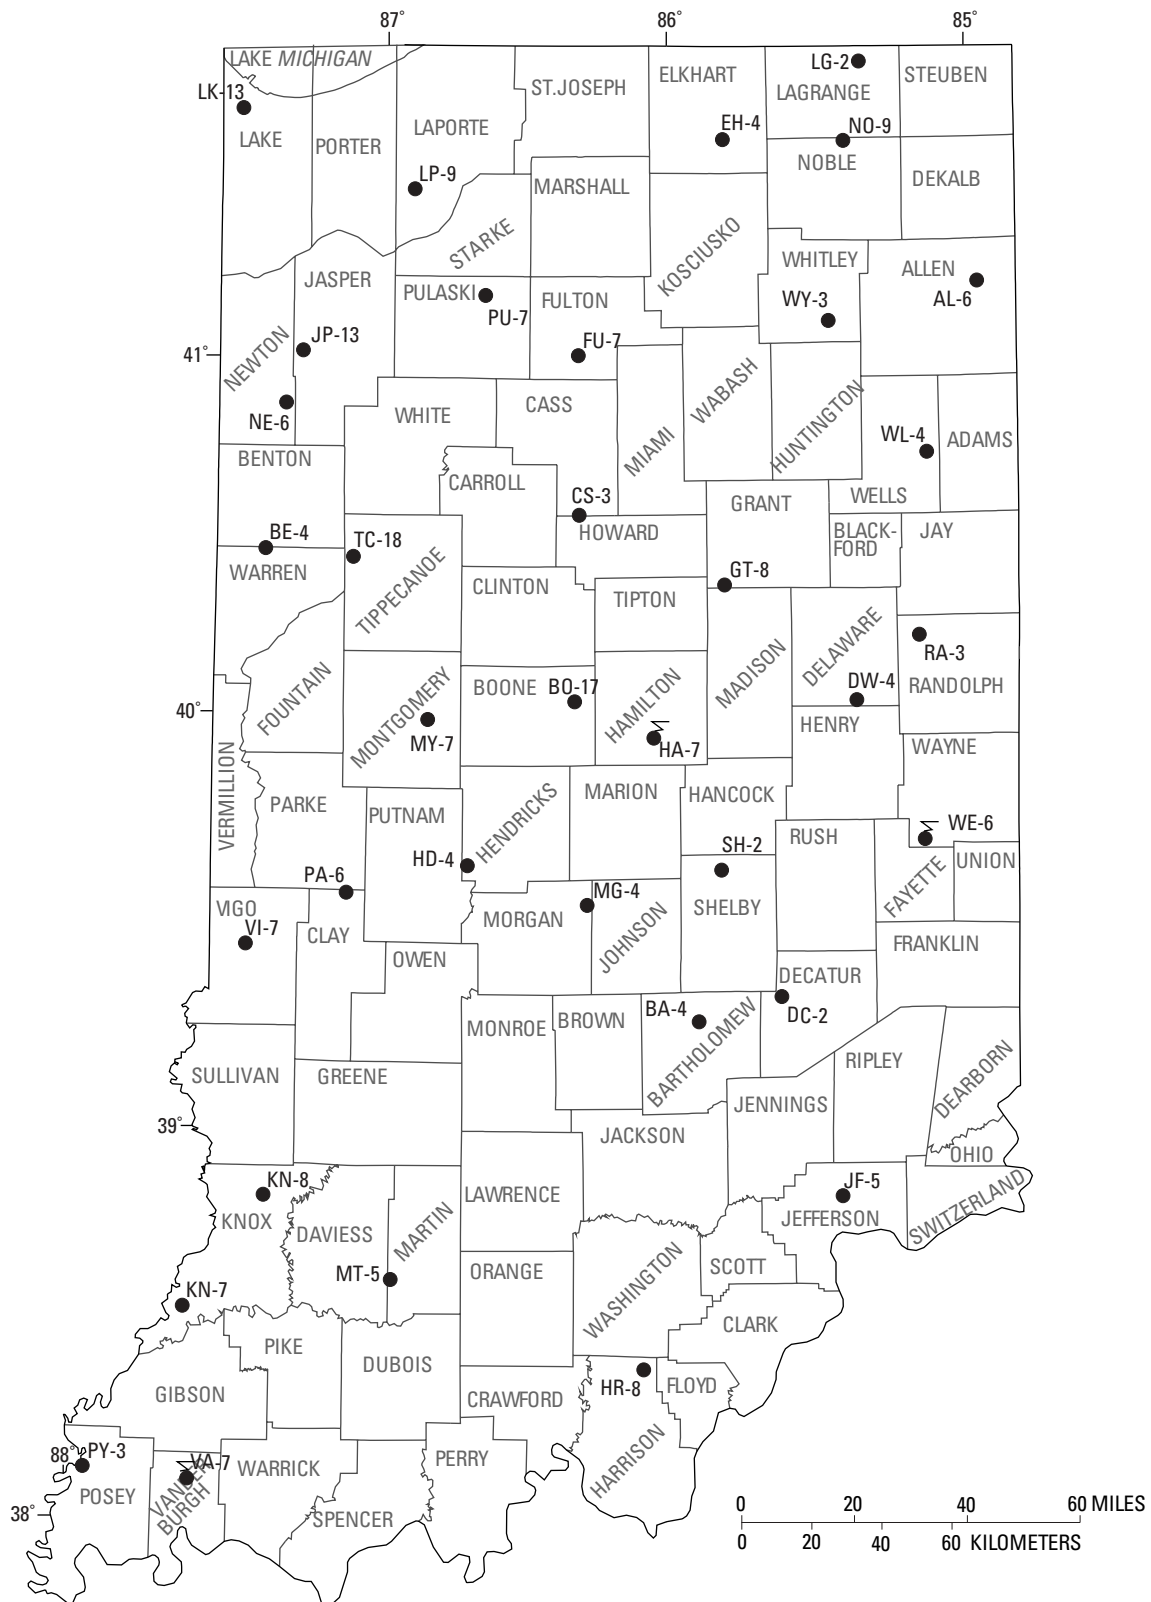 87°
86°
85°
LAKE MICHIGAN
LG-2
ELKHART
STEUBEN
ST.JOSEPH
LK-13
LAGRANGE
LAPORTE
EH-4
NO-9
LAKE
PORTER
NOBLE
LP-9
MARSHALL
DEKALB
STARKE
KOSCIUSKO
WHITLEY
ALLEN
JASPER
PULASKI
FULTON
WY-3
AL-6
PU-7
JP-13
FU-7
41°
NEWTON
WABASH
NE-6
WHITE
CASS
HUNTINGTON
WL-4
ADAMS
MIAMI
BENTON
CARROLL
CS-3
GRANT
WELLS
BE-4
TC-18
HOWARD
BLACK-
FORD
JAY
WARREN
TIPPECANOE
CLINTON
GT-8
TIPTON
DELAWARE
RA-3
MADISON
FOUNTAIN
BOONE
BO-17
HAMILTON
DW-4
RANDOLPH
40°
MONTGOMERY
MY-7
HA-7
HENRY
WAYNE
VERMILLION
PARKE
MARION
HANCOCK
PUTNAM
HENDRICKS
RUSH
WE-6
HD-4
SH-2
UNION
PA-6
FAYETTE
VIGO
MG-4
VI-7
MORGAN
SHELBY
CLAY
JOHNSON
FRANKLIN
OWEN
DECATUR
BA-4
DC-2
MONROE
BROWN
BARTHOLOMEW
RIPLEY
SULLIVAN
GREENE
DEARBORN
JENNINGS
39°
JACKSON
OHIO
KN-8
JF-5
LAWRENCE
KNOX
DAVIESS
MARTIN
JEFFERSON
SWITZERLAND
MT-5
ORANGE
SCOTT
KN-7
WASHINGTON
CLARK
PIKE
DUBOIS
GIBSON
CRAWFORD
HR-8
FLOYD
88°
PY-3
VA-7
WARRICK
PERRY
HARRISON
POSEY
VANDER-
BURGH
38°
SPENCER
0 20 40 60 MILES
0 20 40 60 KILOMETERS